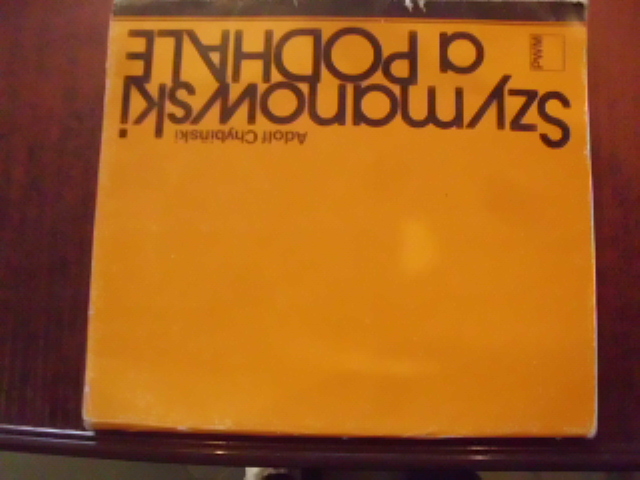 Adolf Chybiński
Szymanowski
a PODHALE
PWM